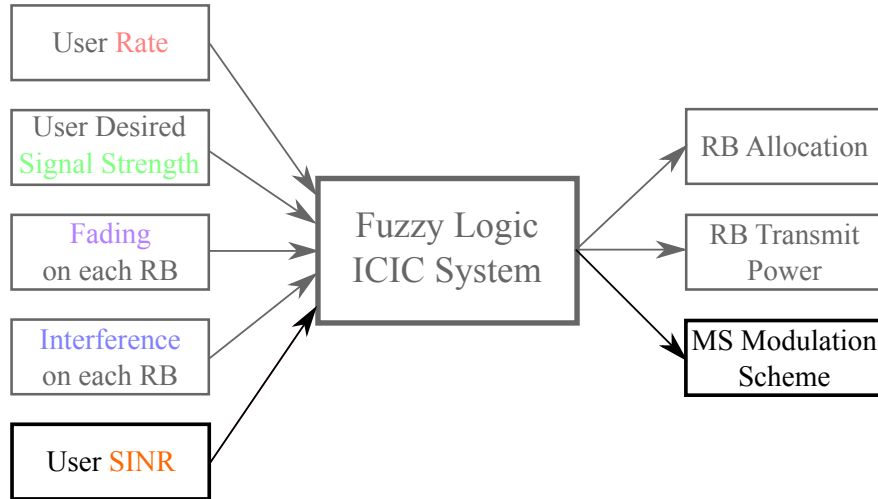 User Rate
User Desired
Signal Strength
Fading
on each RB
Interference
on each RB
User SINR
Fuzzy Logic
ICIC System
RB Allocation
RB Transmit
Power
MS Modulation
Scheme